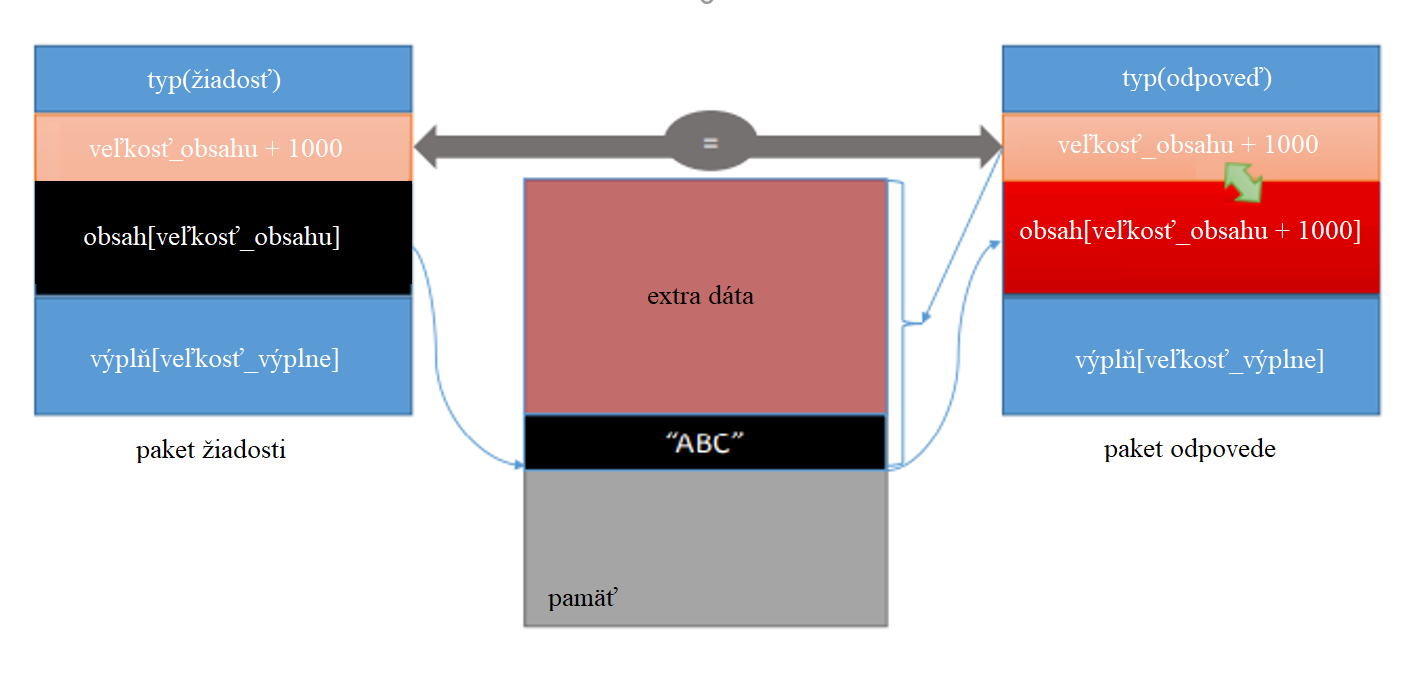 typ(žiadosť)
veľkosť_obsahu + 1000
obsah[veľkosť_obsahu]
výplň[veľkosť_výplne]
paket žiadosti
=
extra dáta
“ABC”
pamäť
typ(odpoveď)
veľkosť_obsahu + 1000
obsah[veľkosť_obsahu + 1000]
výplň[veľkosť_výplne]
paket odpovede